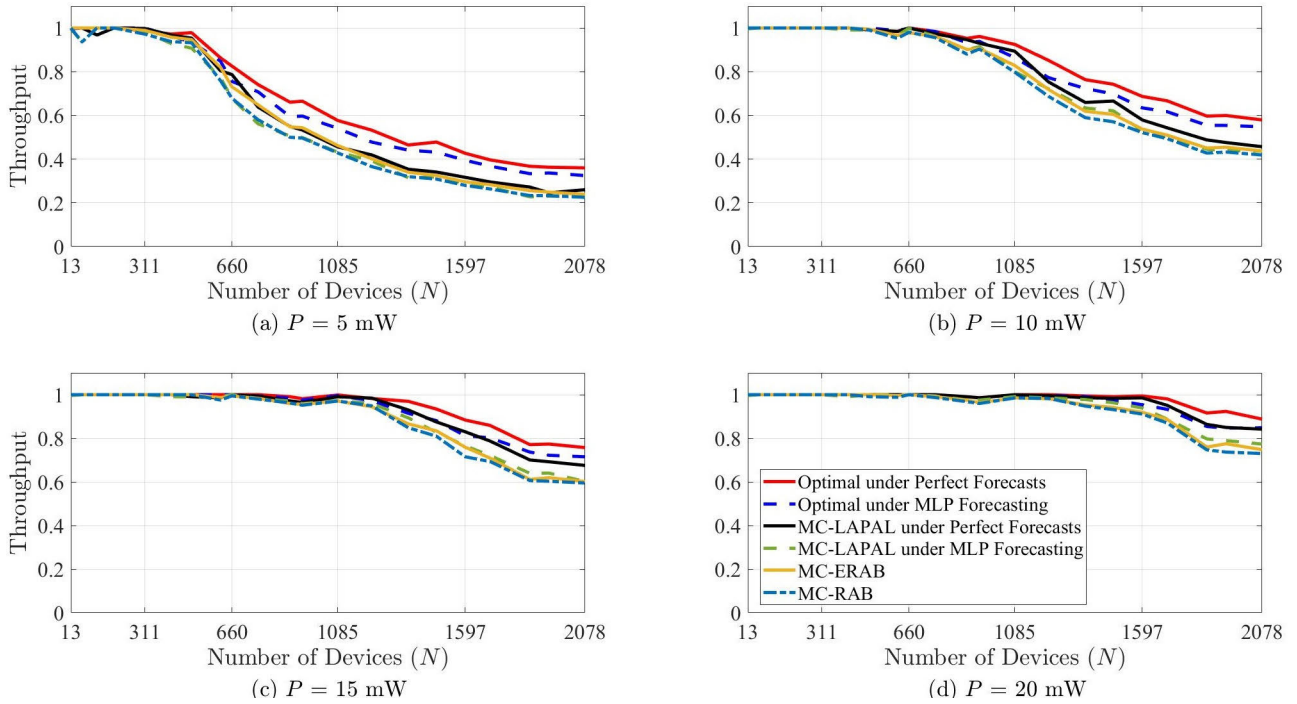 1
0.8
0.6
0.4
0.2
0
Throughput
13 311 660 1085 1597 2078
Number of Devices (N)
(a) P = 5 mW
1
0.8
0.6
0.4
0.2
0
Throughput
13 311 660 1085 1597 2078
Number of Devices (N)
(b) P = 10 mW
1
0.8
0.6
0.4
0.2
0
Throughput
13 311 660 1085 1597 2078
Number of Devices (N)
(c) P = 15 mW
1
0.8
0.6
0.4
0.2
0
Throughput
Optimal under Perfect Forecasts
Optimal under MLP Forecasting
MC-LAPAL under Perfect Forecasts
MC-LAPAL under MLP Forecasting
MC-ERAB
MC-RAB
13 311 660 1085 1597 2078
Number of Devices (N)
(d) P = 20 mW